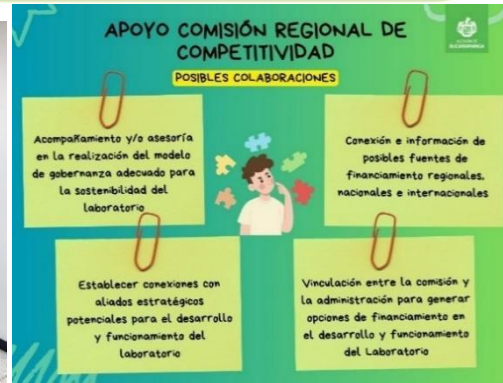 APOYO COMISIÓN REGIONAL DE
COMPETITIVIDAD
POSIBLES COLABORACIONES
Acompañamiento y/o asesoría
en la realización del modelo
de gobernanza adecuado para
la sostenibilidad del
laboratorio
Conexión e información de
posibles fuentes de
financiamiento regionales,
nacionales e internacionales
Establecer conexiones con
aliados estratégicos
potenciales para el desarrollo
y funcionamiento del
laboratorio
Vinculación entre la comisión y
la administración para generar
opciones de financiamiento en
el desarrollo y funcionamiento
del Laboratorio